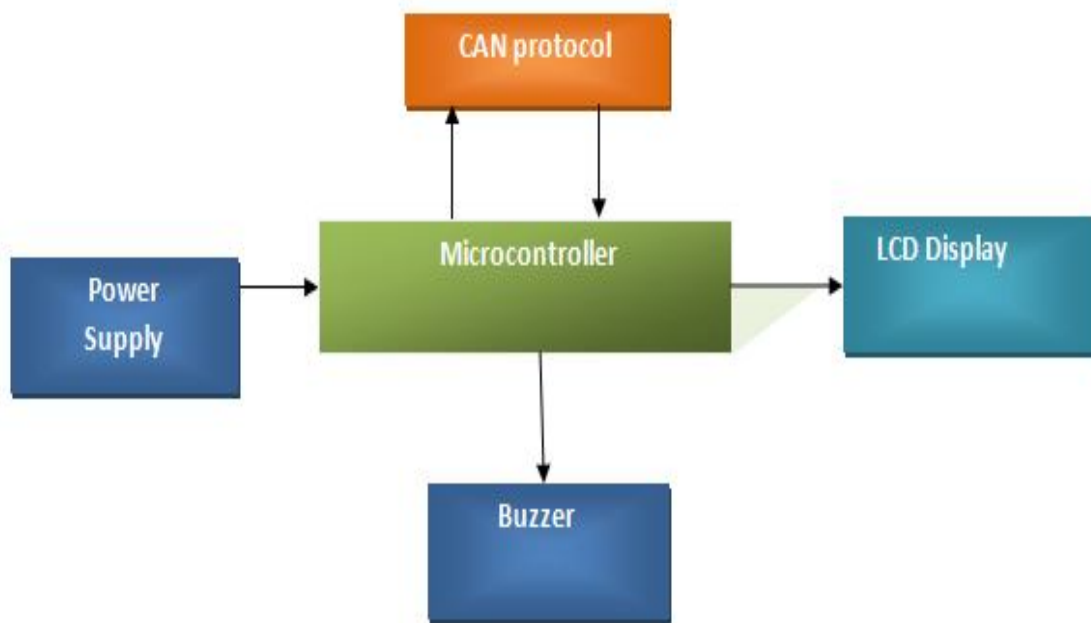 CAN protocol
Microcontroller
LCD Display
Power
Supply
Buzzer